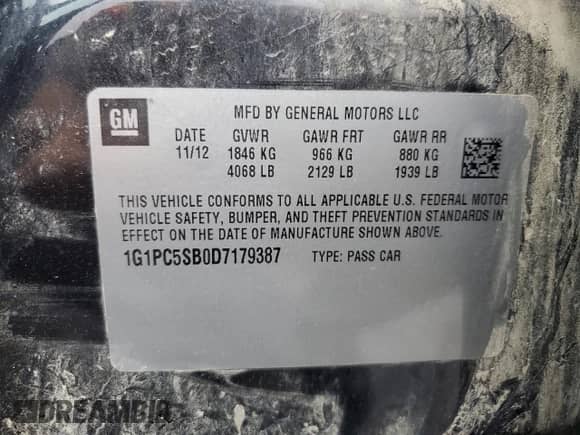 GM
MFD BY GENERAL MOTORS LLC
DATE GVWR GAWR FRT GAWR RR
11/12 1846 KG 966 KG 880 KG
4068 LB 2129 LB 1939 LB
THIS VEHICLE CONFORMS TO ALL APPLICABLE U.S. FEDERAL MOTOR
VEHICLE SAFETY, BUMPER, AND THEFT PREVENTION STANDARDS IN
EFFECT ON THE DATE OF MANUFACTURE SHOWN ABOVE.
1G1PC5SB0D7179387 TYPE: PASS CAR
DREAMBID